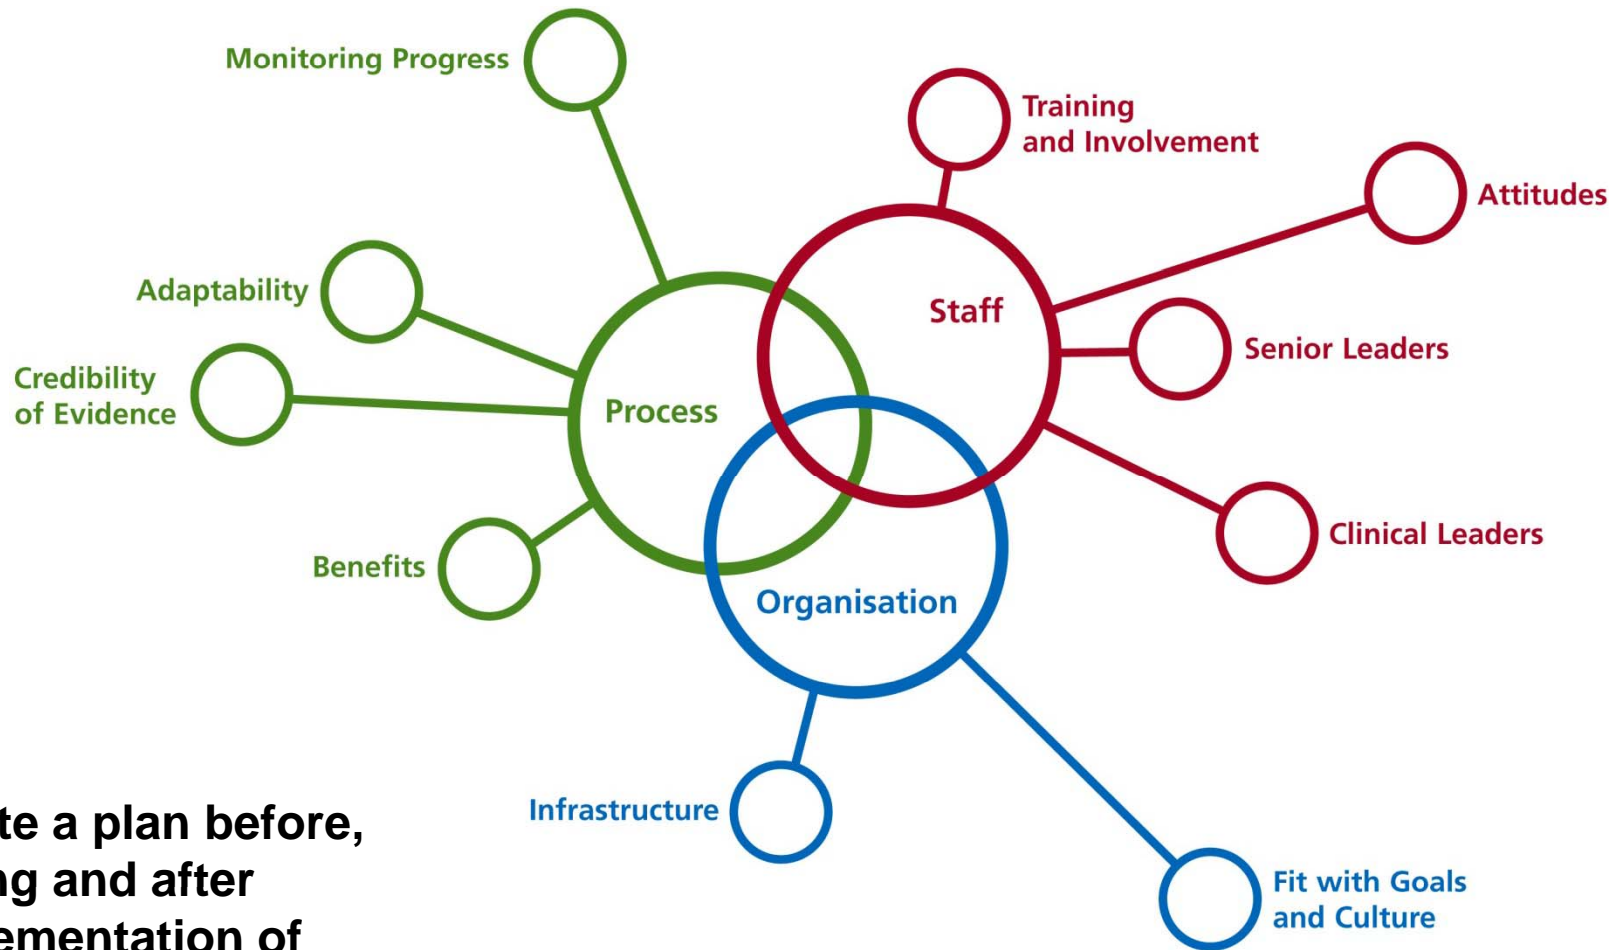 Monitoring Progress
Training
and Involvement
Attitudes
Adaptability
Staff
Senior Leaders
Credibility
of Evidence
Process
Clinical Leaders
Benefits
Organisation
Infrastructure
te a plan before,
ng and after
ementation of
Fit with Goals
and Culture